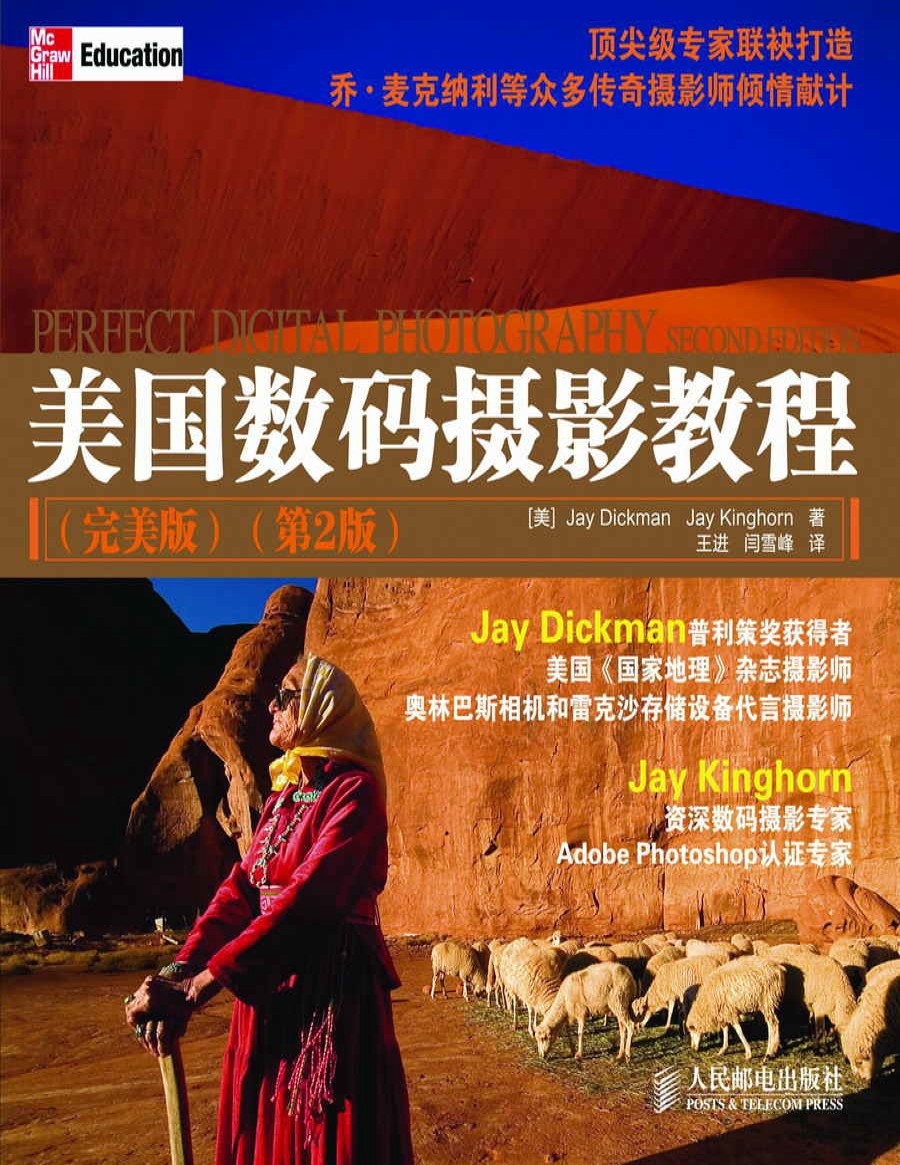 Mc
Graw
Hill
Education
顶尖级专家联袂打造
乔·麦克纳利等众多传奇摄影师倾情献计
PERFECT DIGITAL PHOTOGRAPHY SECOND EDITION
美国数码摄影教程
（完美版）（第2版）
[美] Jay Dickman Jay Kinghorn 著
王进 闫雪峰 译
Jay Dickman普利策奖获得者
美国《国家地理》杂志摄影师
奥林巴斯相机和雷克沙存储设备代言摄影师
Jay Kinghorn
资深数码摄影专家
Adobe Photoshop认证专家
人民邮电出版社
POSTS & TELECOM PRESS